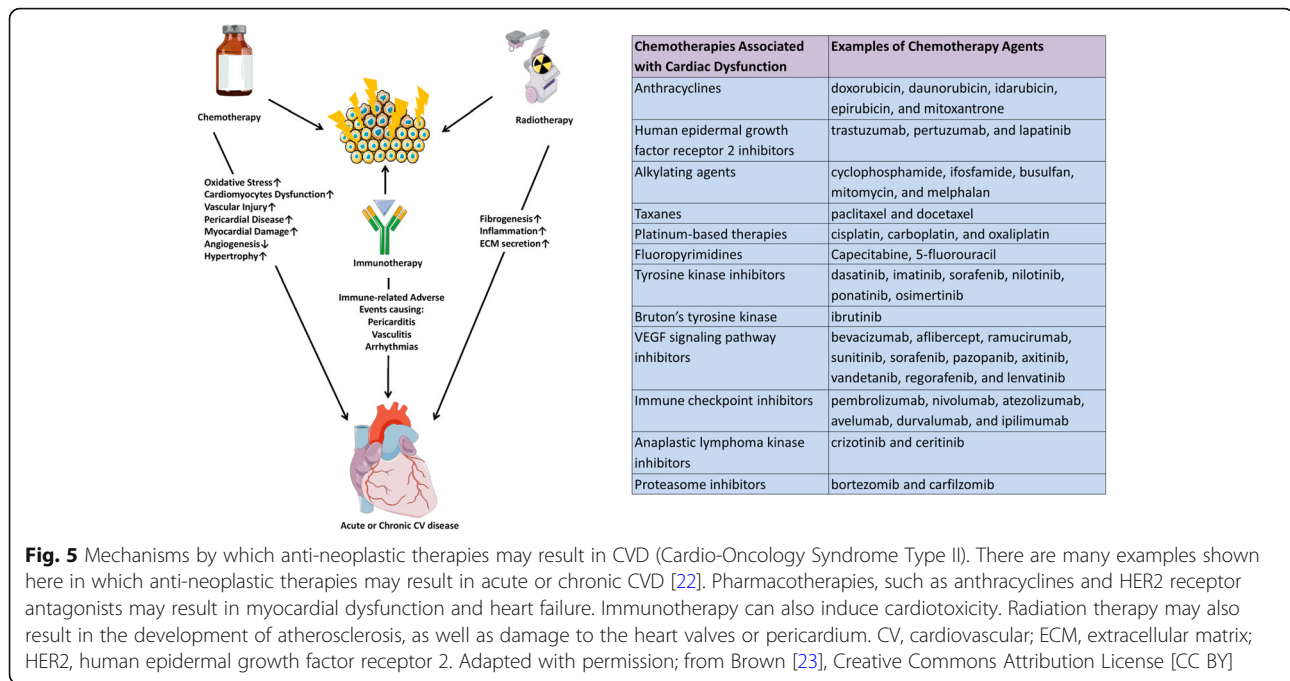 Chemotherapy
Radiotherapy
Oxidative Stress↑
Cardiomyocytes Dysfunction↑
Vascular Injury↑
Pericardial Disease↑
Myocardial Damage↑
Angiogenesis↓
Hypertrophy↑
Fibrogenesis↑
Inflammation↑
ECM secretion↑
Immunotherapy
Immune-related Adverse
Events causing:
Pericarditis
Vasculitis
Arrhythmias
Acute or Chronic CV disease
Chemotherapies Associated
with Cardiac Dysfunction
Examples of Chemotherapy Agents
Anthracyclines
doxorubicin, daunorubicin, idarubicin,
epirubicin, and mitoxantrone
Human epidermal growth
factor receptor 2 inhibitors
trastuzumab, pertuzumab, and lapatinib
Alkylating agents
cyclophosphamide, ifosfamide, busulfan,
mitomycin, and melphalan
Taxanes
paclitaxel and docetaxel
Platinum-based therapies
cisplatin, carboplatin, and oxaliplatin
Fluoropyrimidines
Capecitabine, 5-fluorouracil
Tyrosine kinase inhibitors
dasatinib, imatinib, sorafenib, nilotinib,
ponatinib, osimertinib
Bruton's tyrosine kinase
ibrutinib
VEGF signaling pathway
inhibitors
bevacizumab, aflibercept, ramucirumab,
sunitinib, sorafenib, pazopanib, axitinib,
vandetanib, regorafenib, and lenvatinib
Immune checkpoint inhibitors
pembrolizumab, nivolumab, atezolizumab,
avelumab, durvalumab, and ipilimumab
Anaplastic lymphoma kinase
inhibitors
crizotinib and ceritinib
Proteasome inhibitors
bortezomib and carfilzomib
Fig. 5 Mechanisms by which anti-neoplastic therapies may result in CVD (Cardio-Oncology Syndrome Type II). There are many examples shown
here in which anti-neoplastic therapies may result in acute or chronic CVD [22]. Pharmacotherapies, such as anthracyclines and HER2 receptor
antagonists may result in myocardial dysfunction and heart failure. Immunotherapy can also induce cardiotoxicity. Radiation therapy may also
result in the development of atherosclerosis, as well as damage to the heart valves or pericardium. CV, cardiovascular; ECM, extracellular matrix;
HER2, human epidermal growth factor receptor 2. Adapted with permission; from Brown [23], Creative Commons Attribution License [CC BY]